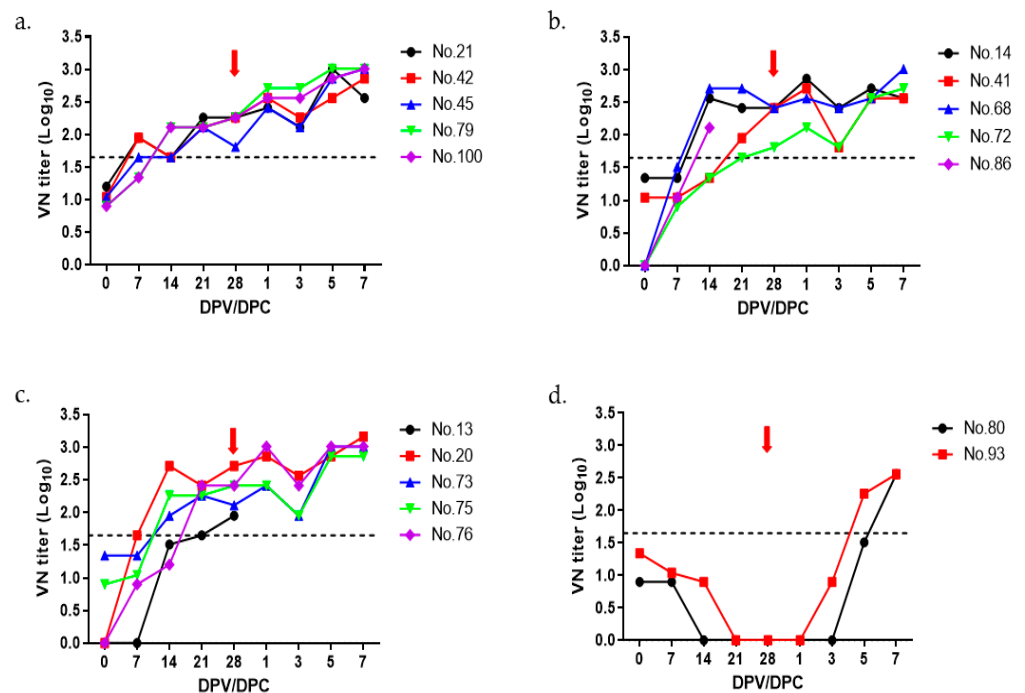 a.
VN titer (Log10)
3.5
3.0
2.5
2.0
1.5
1.0
0.5
0.0
0 7 14 21 28 1 3 5 7
DPV/DPC
No.21
No.42
No.45
No.79
No.100
b.
VN titer (Log10)
3.5
3.0
2.5
2.0
1.5
1.0
0.5
0.0
0 7 14 21 28 1 3 5 7
DPV/DPC
No.14
No.41
No.68
No.72
No.86
c.
VN titer (Log10)
3.5
3.0
2.5
2.0
1.5
1.0
0.5
0.0
0 7 14 21 28 1 3 5 7
DPV/DPC
No.13
No.20
No.73
No.75
No.76
d.
VN titer (Log10)
3.5
3.0
2.5
2.0
1.5
1.0
0.5
0.0
0 7 14 21 28 1 3 5 7
DPV/DPC
No.80
No.93